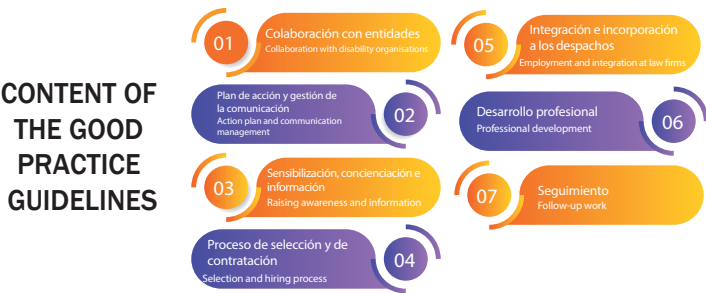 CONTENT OF
THE GOOD
PRACTICE
GUIDELINES
01
Colaboración con entidades
Collaboration with disability organisations
Plan de acción y gestión de
la comunicación
Action plan and communication
management
02
03
Sensibilización, concienciación e
información
Raising awareness and information
Proceso de selección y de
contratación
Selection and hiring process
04
05
Integración e incorporación
a los despachos
Employment and integration at law firms
Desarrollo profesional
Professional development
06
07
Seguimiento
Follow-up work